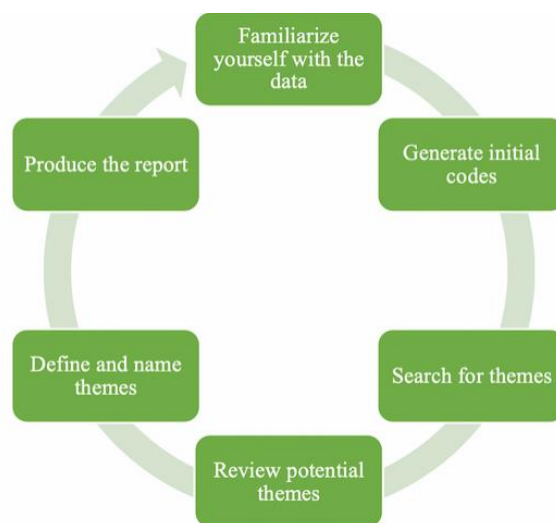 Familiarize
yourself with the
data
Generate initial
codes
Search for themes
Review potential
themes
Define and name
themes
Produce the report